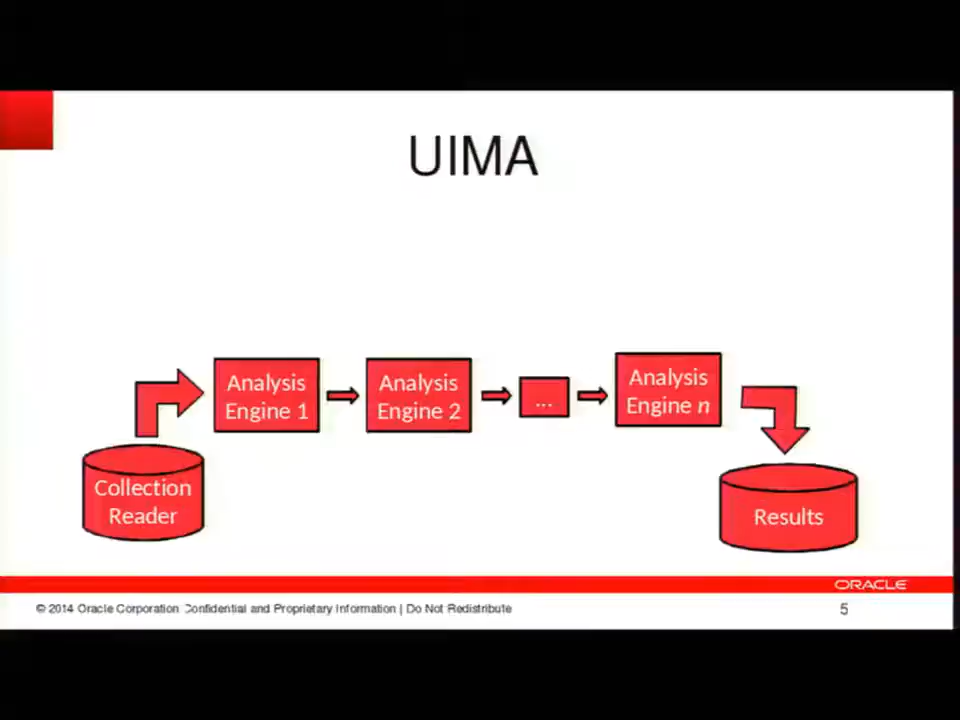 UIMA
Analysis
Engine 1
Analysis
Engine 2
...
Analysis
Engine n
Collection
Reader
Results
ORACLE
© 2014 Oracle Corporation Confidential and Proprietary Information | Do Not Redistribute
5